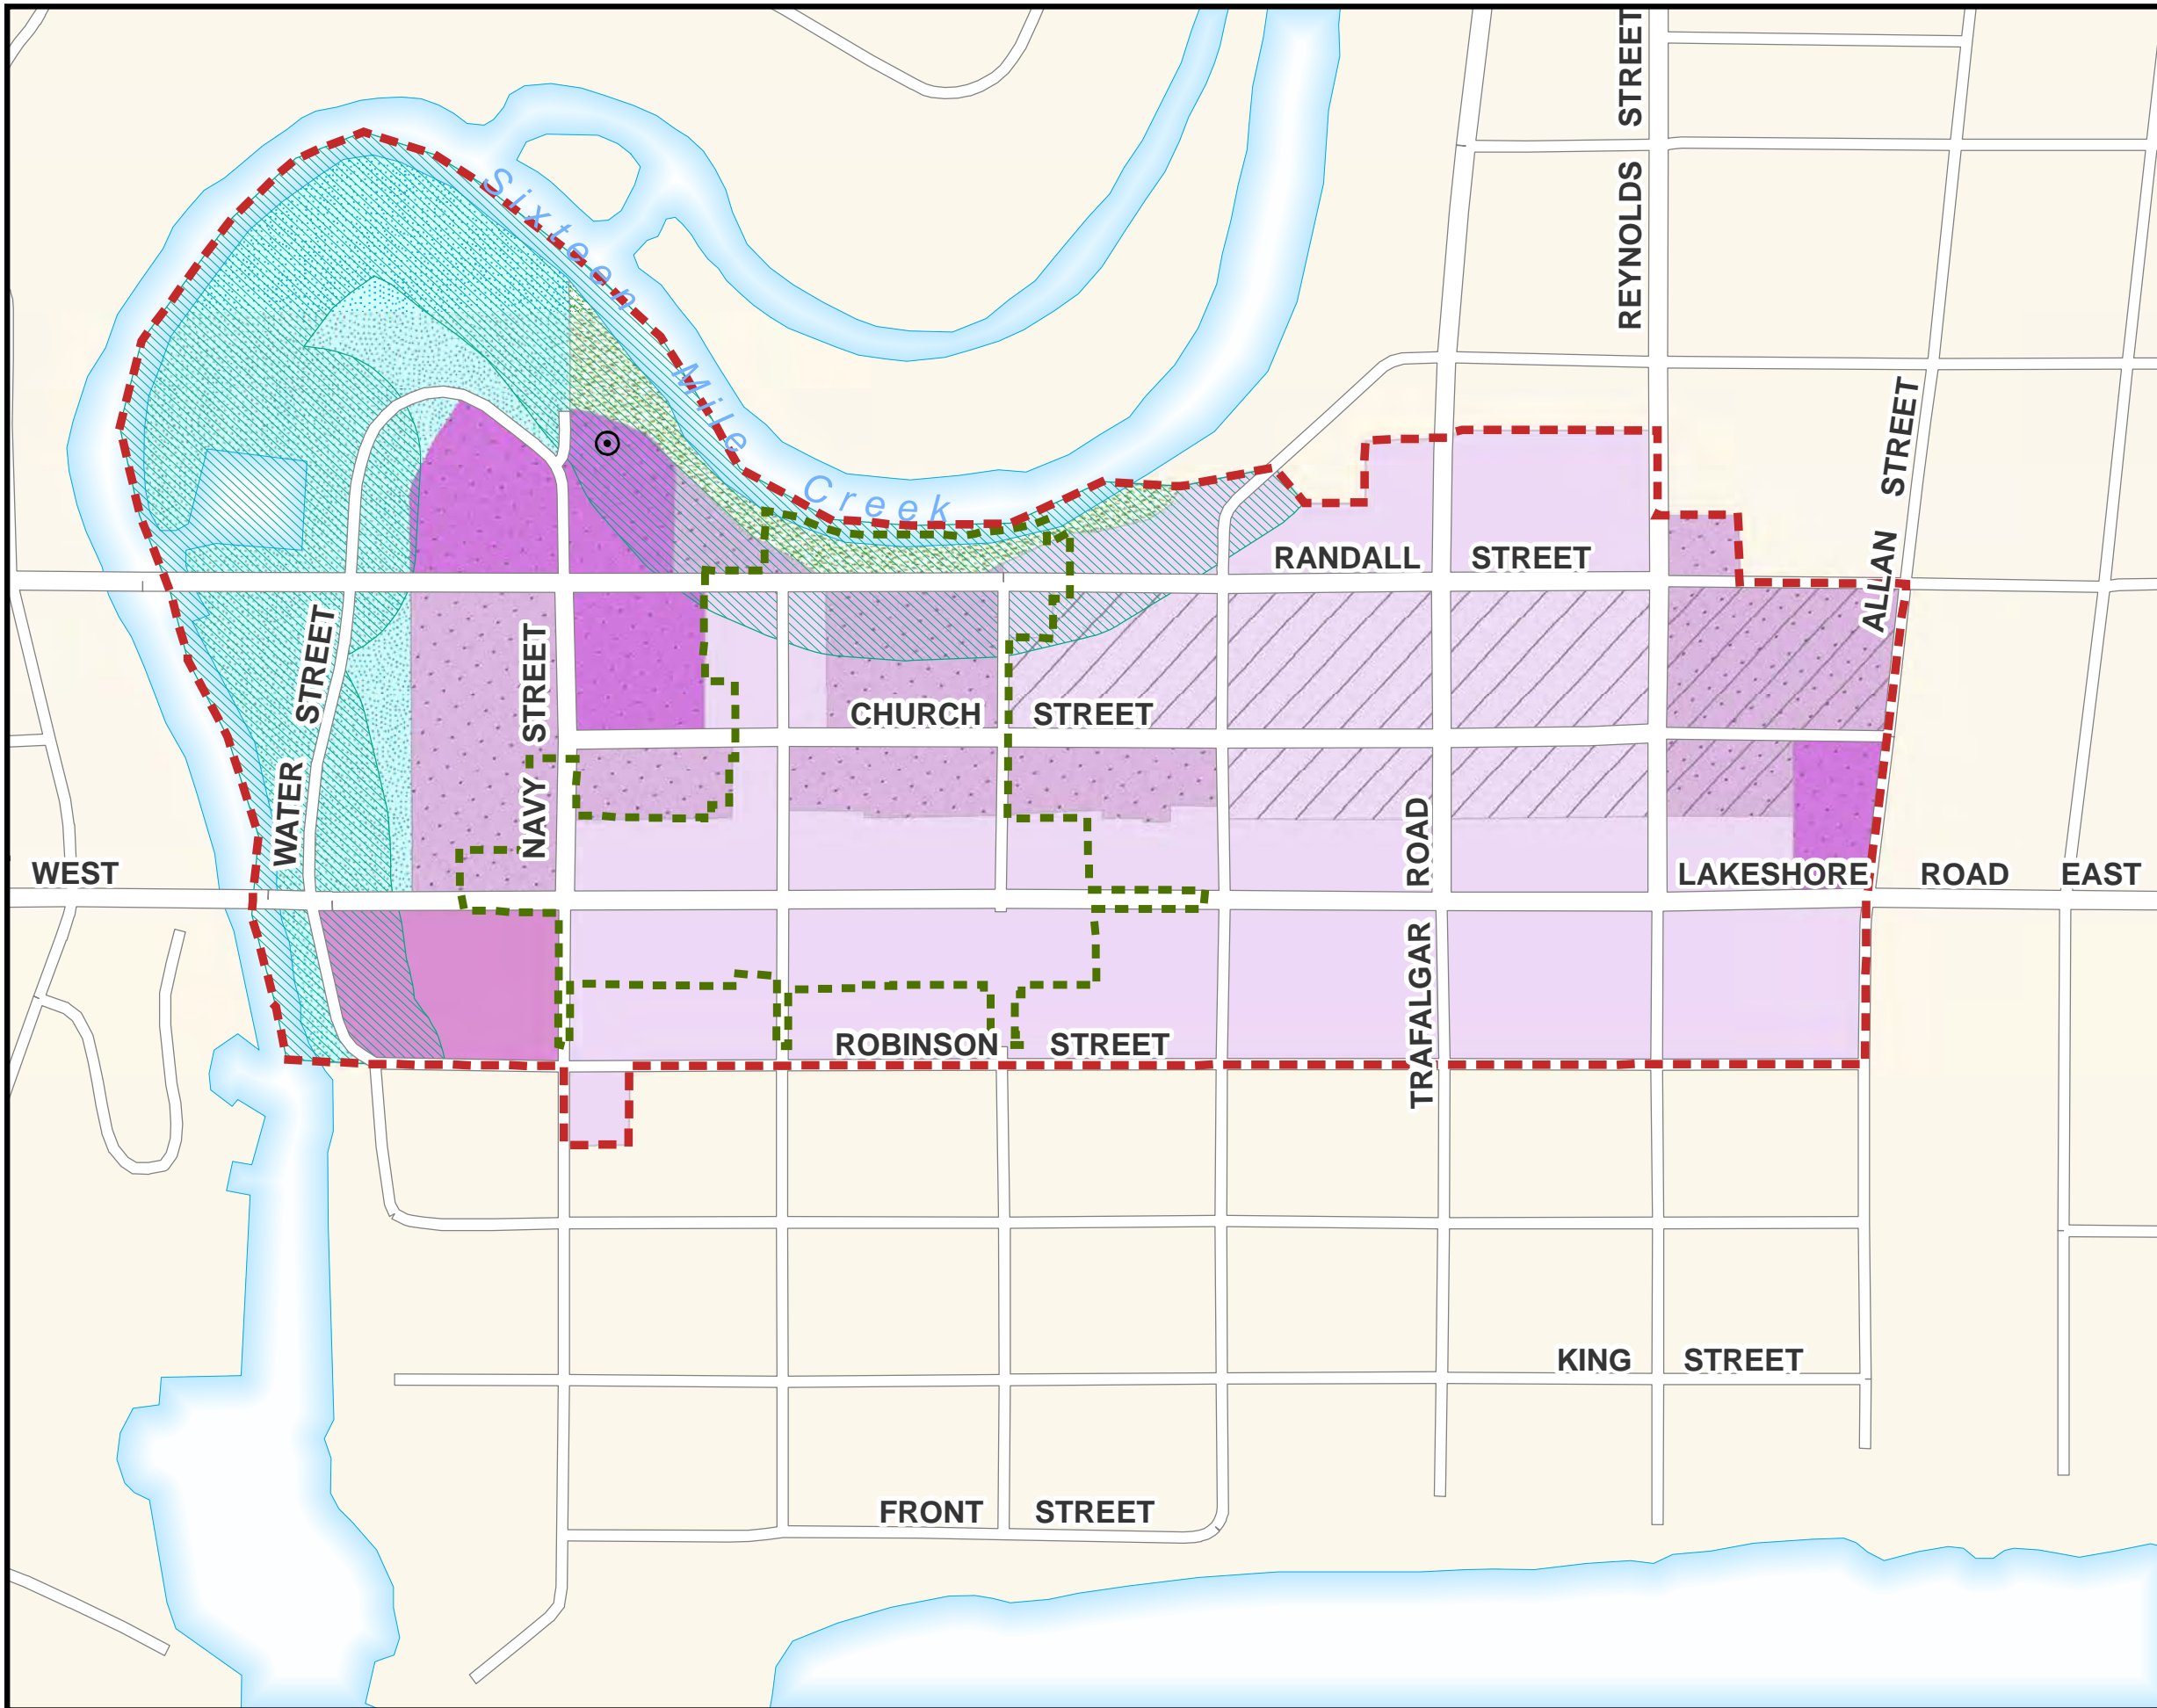 STREET
REYNOLDS
Sixteen
Mile
Creek
ALLAN STREET
RANDALL STREET
WATER STREET
NAVY STREET
CHURCH STREET
TRAFALGAR ROAD
WEST
LAKESHORE ROAD EAST
ROBINSON STREET
KING STREET
FRONT STREET